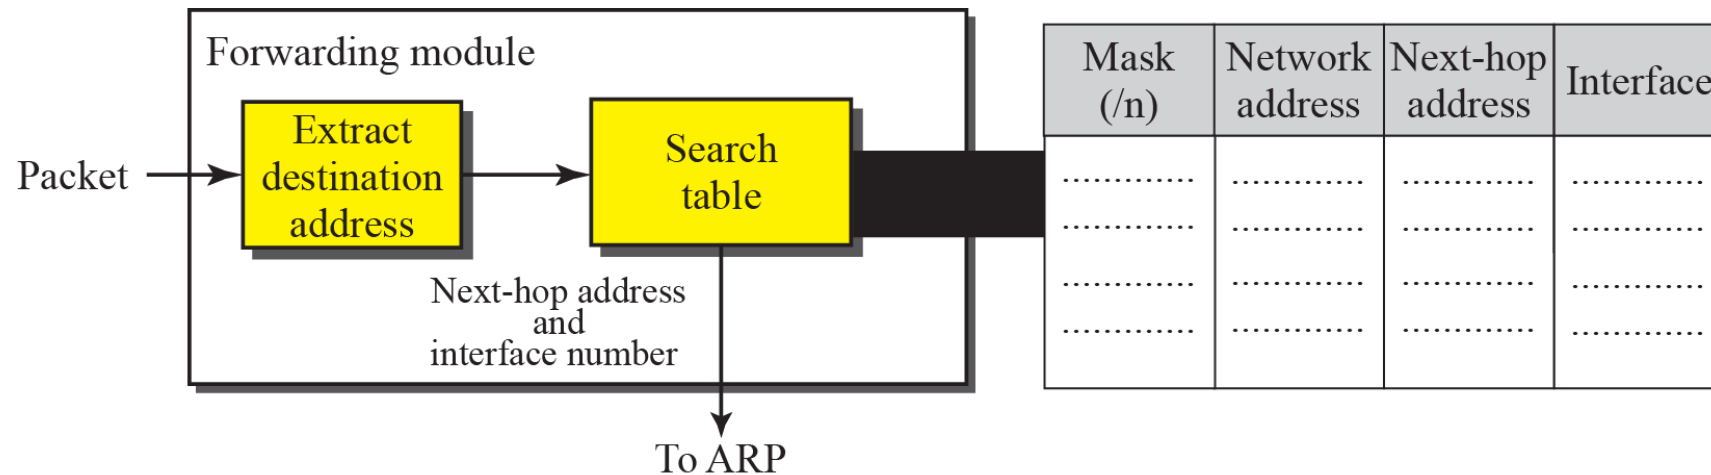 Forwarding module
Packet
Extract
destination
address
Search
table
Next-hop address
and
interface number
To ARP
Mask
(/n)
Network
address
Next-hop
address
Interface
............. ............. ............. .............
............. ............. ............. .............
............. ............. ............. .............
............. ............. ............. .............